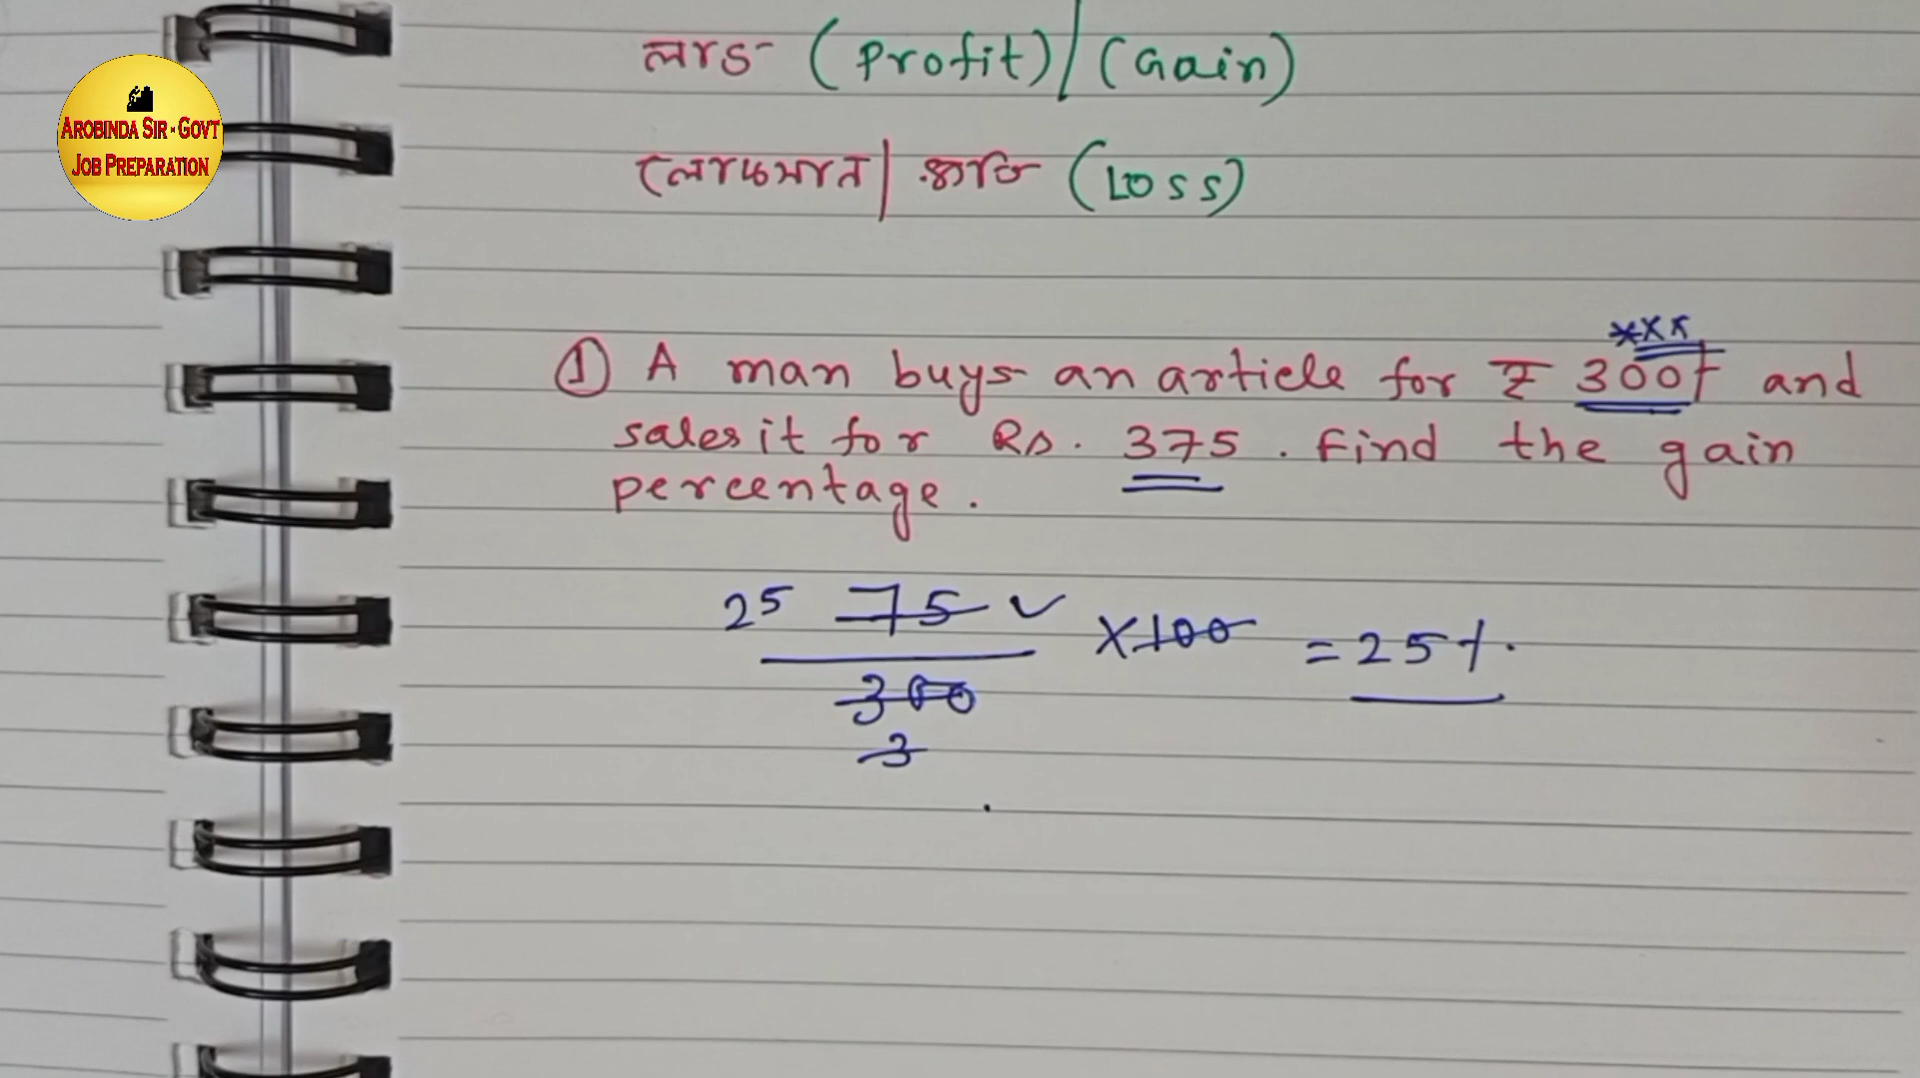 AROBINDA SIR - GOVT
JOB PREPARATION
লাভ (Profit)/(Gain)
লোকসান/ ক্ষতি (Loss)
① A man buys an article for ₹ 300/- and
sales it for Rs. 375. Find the gain
percentage.
25 75 ✓
300
3
×100 = 25%.